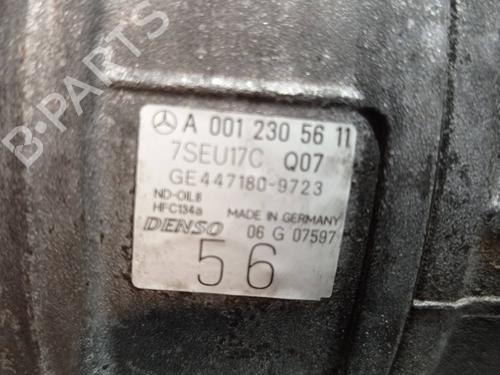 B-PARTS
A 001 230 56 11
7SEU17C Q07
GE447180-9723
ND-OIL8
HFC134a MADE IN GERMANY
DENSO 06 G 07597
56